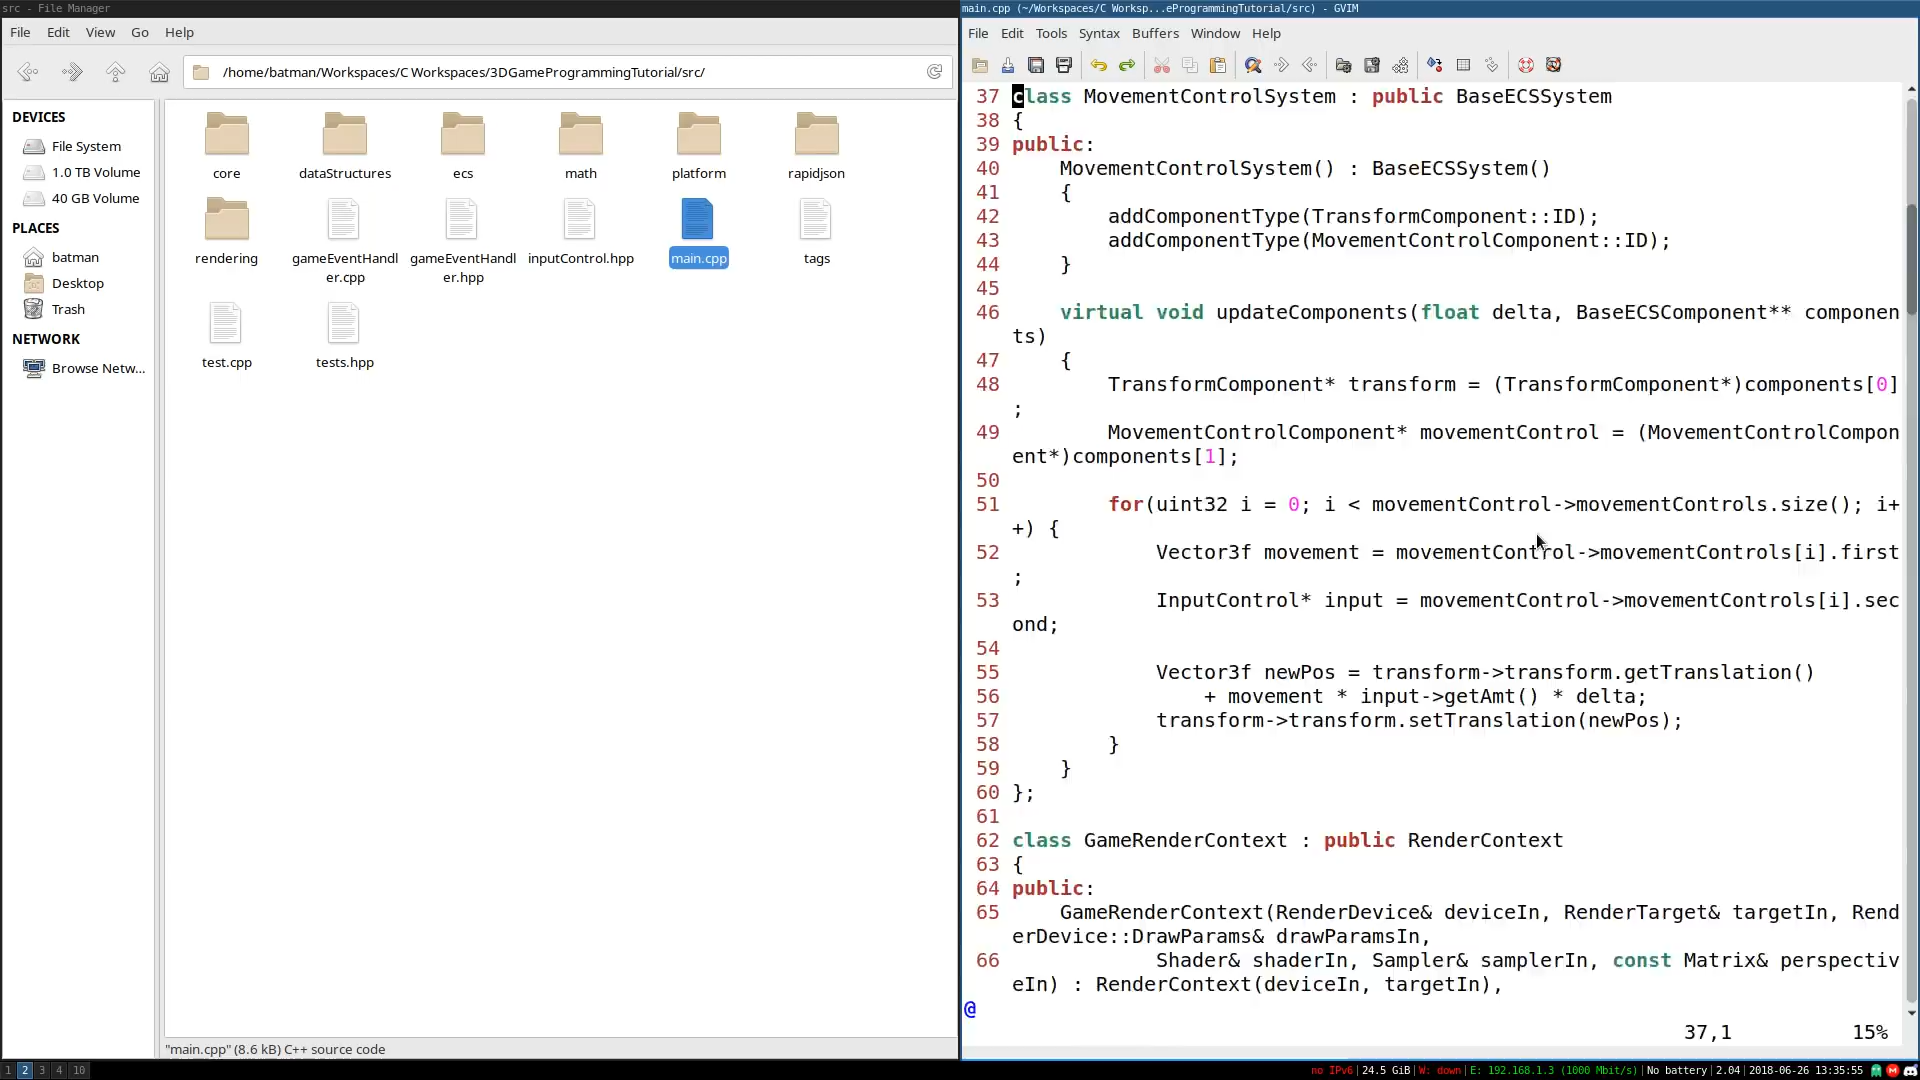 src - File Manager
File Edit View Go Help
/home/batman/Workspaces/C Workspaces/3DGameProgrammingTutorial/src/
DEVICES
File System
1.0 TB Volume
40 GB Volume
PLACES
batman
Desktop
Trash
NETWORK
Browse Netw...
core dataStructures ecs math platform rapidjson
rendering gameEventHandl gameEventHandl inputControl.hpp main.cpp tags
er.cpp er.hpp
test.cpp tests.hpp
"main.cpp" (8.6 kB) C++ source code
main.cpp (~/Workspaces/C Worksp...eProgrammingTutorial/src) - GVIM
File Edit Tools Syntax Buffers Window Help
37 class MovementControlSystem : public BaseECSSystem
38 {
39 public:
40     MovementControlSystem() : BaseECSSystem()
41     {
42         addComponentType(TransformComponent::ID);
43         addComponentType(MovementControlComponent::ID);
44     }
45
46     virtual void updateComponents(float delta, BaseECSComponent** componen
ts)
47     {
48         TransformComponent* transform = (TransformComponent*)components[0]
;
49         MovementControlComponent* movementControl = (MovementControlCompon
ent*)components[1];
50
51         for(uint32 i = 0; i < movementControl->movementControls.size(); i+
+) {
52             Vector3f movement = movementControl->movementControls[i].first
;
53             InputControl* input = movementControl->movementControls[i].sec
ond;
54
55             Vector3f newPos = transform->transform.getTranslation()
56                 + movement * input->getAmt() * delta;
57             transform->transform.setTranslation(newPos);
58         }
59     }
60 };
61
62 class GameRenderContext : public RenderContext
63 {
64 public:
65     GameRenderContext(RenderDevice& deviceIn, RenderTarget& targetIn, Rend
erDevice::DrawParams& drawParamsIn,
66             Shader& shaderIn, Sampler& samplerIn, const Matrix& perspectiv
eIn) : RenderContext(deviceIn, targetIn),
@
37,1 15%
1 2 3 4 10
no IPv6|24.5 GiB|W: down|E: 192.168.1.3 (1000 Mbit/s)|No battery|2.04|2018-06-26 13:35:55